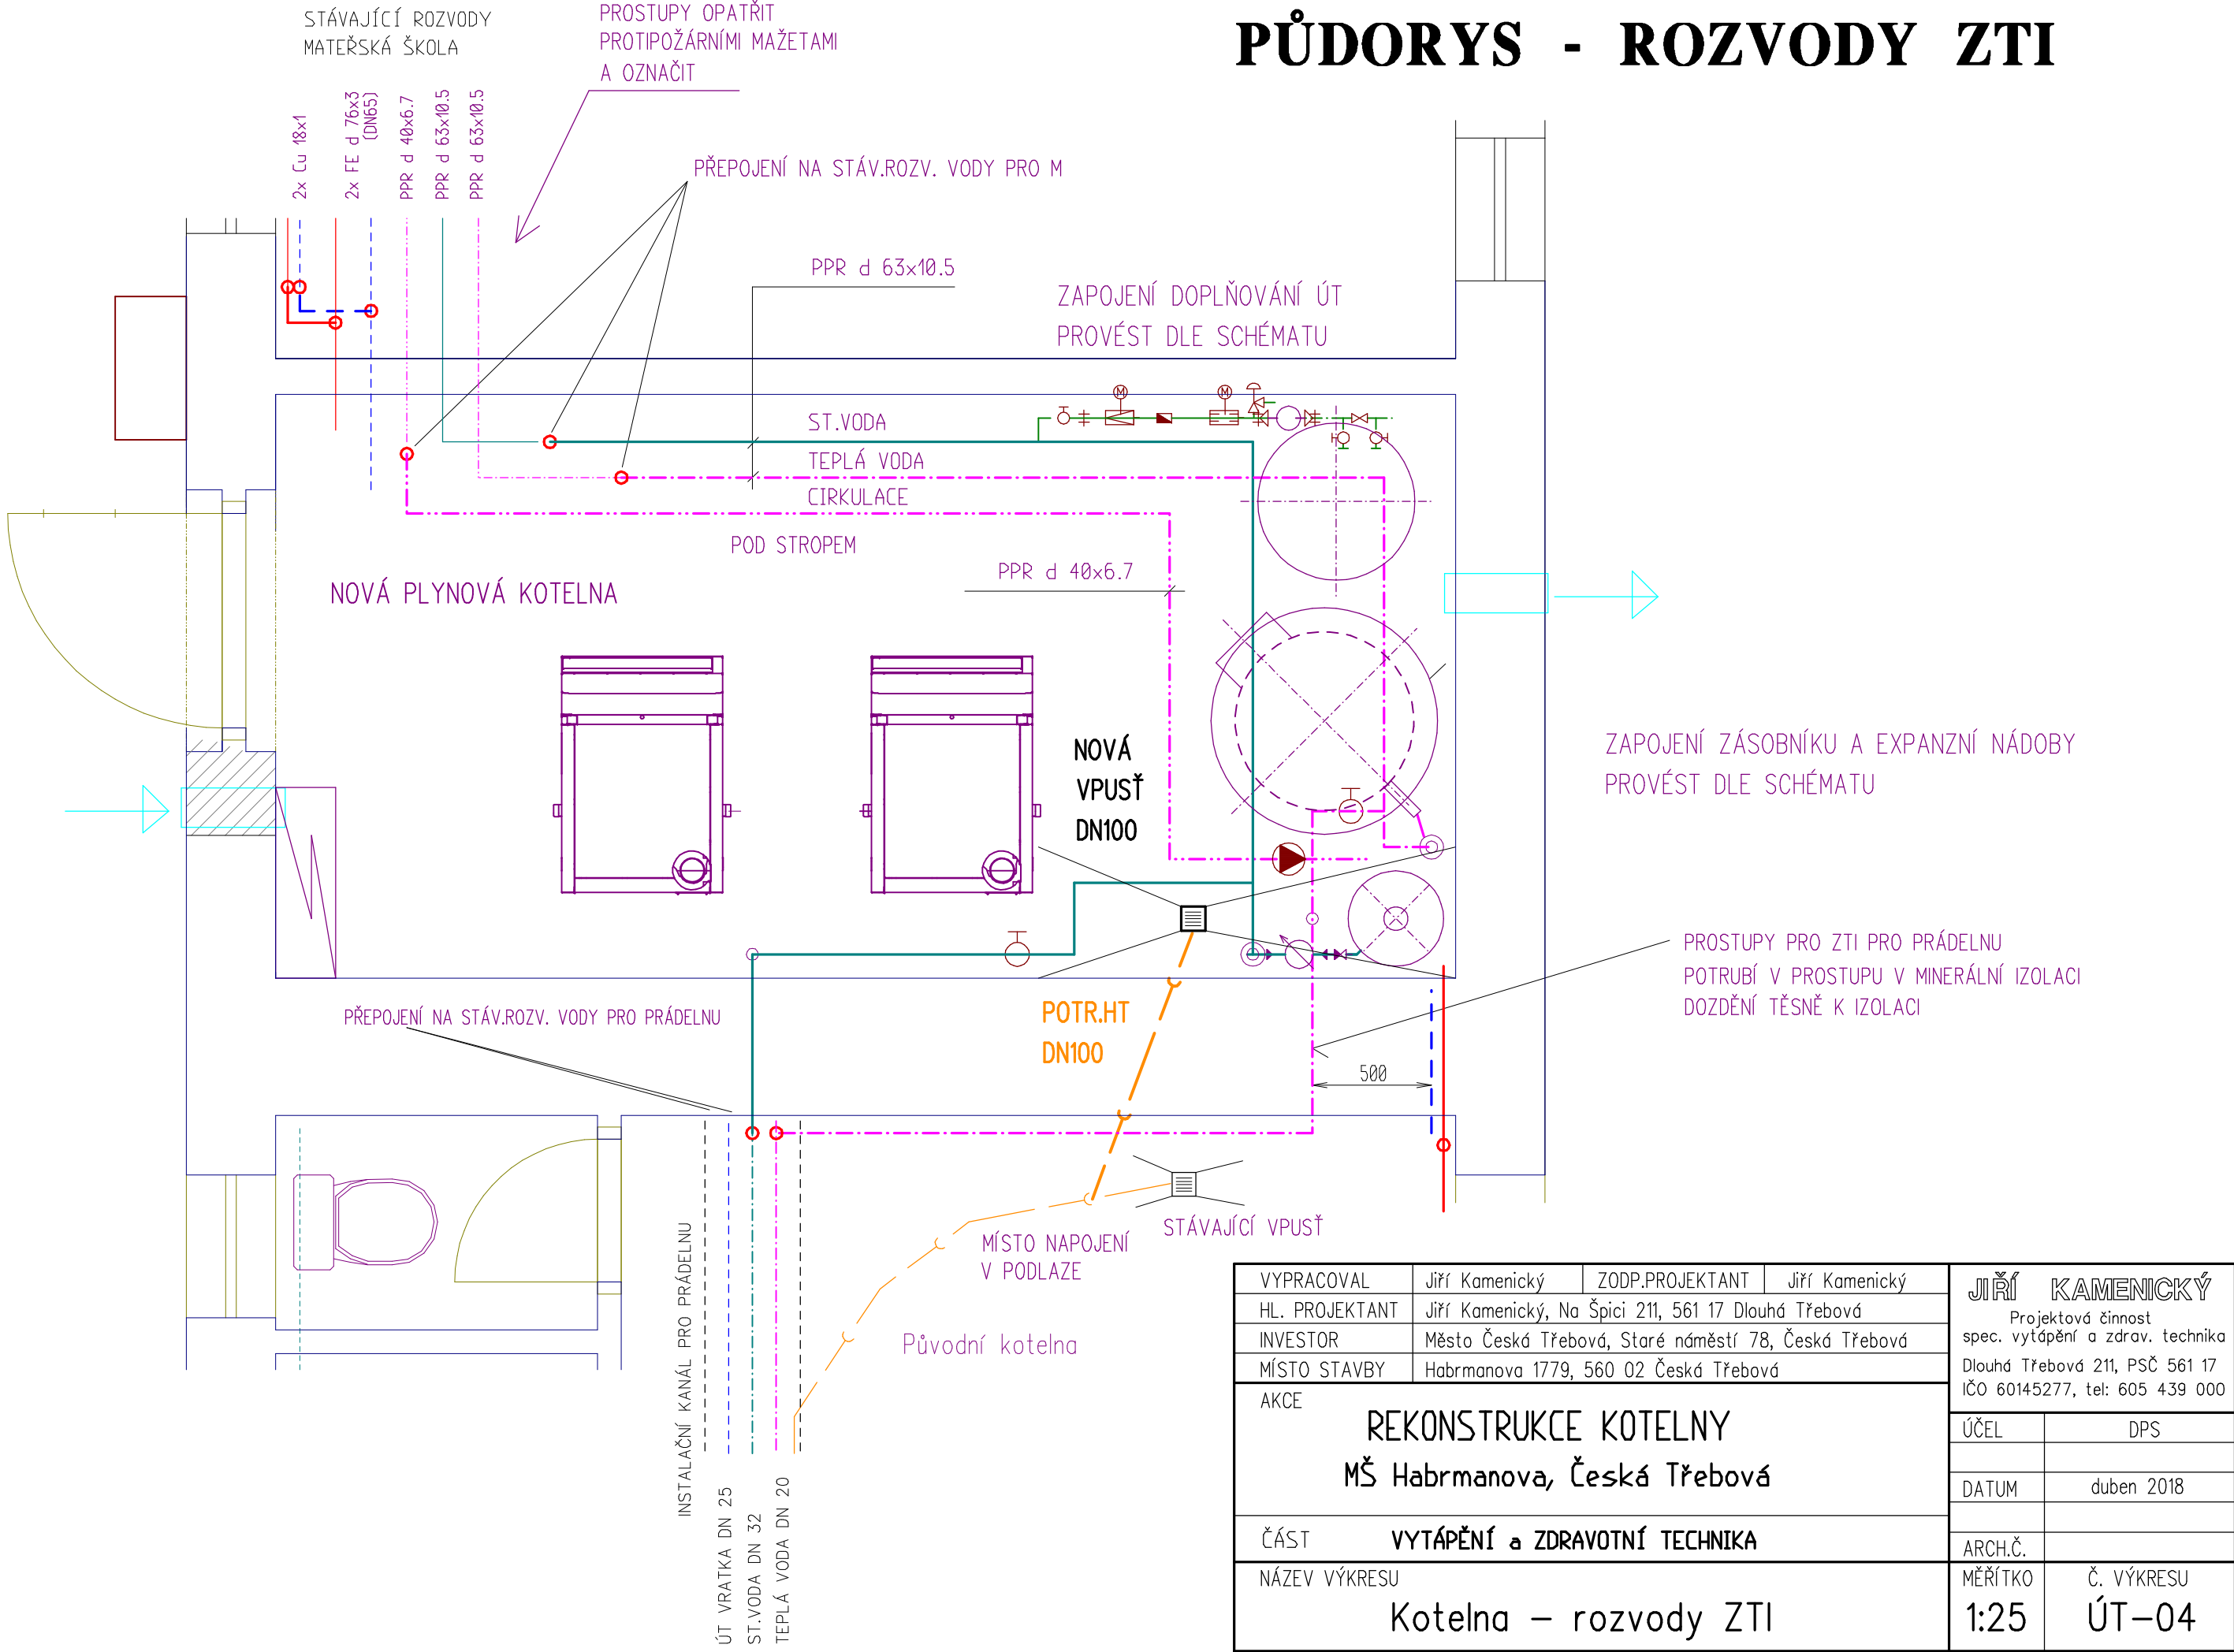 PŮDORYS - ROZVODY ZTI
STÁVAJÍCÍ ROZVODY
MATEŘSKÁ ŠKOLA
PROSTUPY OPATŘIT
PROTIPOŽÁRNÍMI MAŽETAMI
A OZNAČIT
2x Cu 18x1
2x FE d 76x3
(DN65)
PPR d 40x6.7
PPR d 63x10.5
PPR d 63x10.5
PŘEPOJENÍ NA STÁV.ROZV. VODY PRO M
PPR d 63x10.5
ZAPOJENÍ DOPLŇOVÁNÍ ÚT
PROVÉST DLE SCHÉMATU
M
M
ST.VODA
TEPLÁ VODA
CIRKULACE
POD STROPEM
PPR d 40x6.7
NOVÁ PLYNOVÁ KOTELNA
NOVÁ
VPUSŤ
DN100
ZAPOJENÍ ZÁSOBNÍKU A EXPANZNÍ NÁDOBY
PROVÉST DLE SCHÉMATU
PROSTUPY PRO ZTI PRO PRÁDELNU
POTRUBÍ V PROSTUPU V MINERÁLNÍ IZOLACI
DOZDĚNÍ TĚSNĚ K IZOLACI
PŘEPOJENÍ NA STÁV.ROZV. VODY PRO PRÁDELNU
POTR.HT
DN100
500
STÁVAJÍCÍ VPUSŤ
MÍSTO NAPOJENÍ
V PODLAZE
Původní kotelna
INSTALAČNÍ KANÁL PRO PRÁDELNU
ÚT VRATKA DN 25
ST.VODA DN 32
TEPLÁ VODA DN 20
VYPRACOVAL Jiří Kamenický ZODP.PROJEKTANT Jiří Kamenický
HL. PROJEKTANT Jiří Kamenický, Na Špici 211, 561 17 Dlouhá Třebová
INVESTOR Město Česká Třebová, Staré náměstí 78, Česká Třebová
MÍSTO STAVBY Habrmanova 1779, 560 02 Česká Třebová
JIŘÍ KAMENICKÝ
Projektová činnost
spec. vytápění a zdrav. technika
Dlouhá Třebová 211, PSČ 561 17
IČO 60145277, tel: 605 439 000
AKCE
REKONSTRUKCE KOTELNY
MŠ Habrmanova, Česká Třebová
ČÁST VYTÁPĚNÍ a ZDRAVOTNÍ TECHNIKA
NÁZEV VÝKRESU
Kotelna – rozvody ZTI
ÚČEL DPS
DATUM duben 2018
ARCH.Č.
MĚŘÍTKO Č. VÝKRESU
1:25 ÚT-04